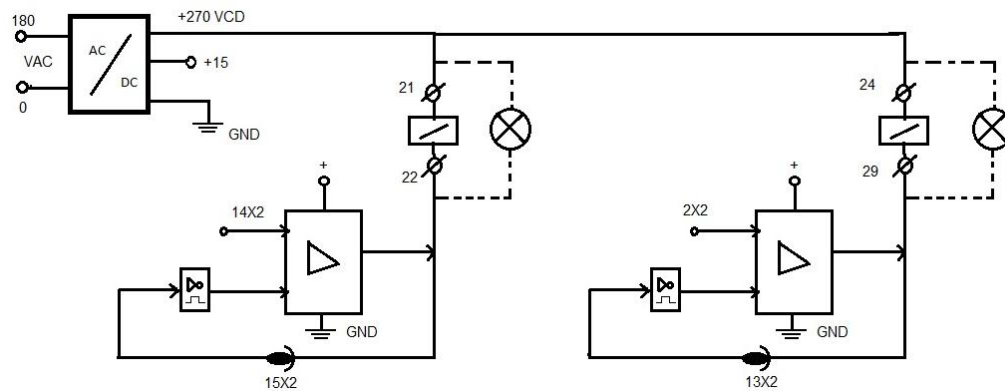 +270 VCD
180
AC
VAC
+15
DC
0
GND
21
24
22
29
+
+
14X2
2X2
GND
GND
15X2
13X2